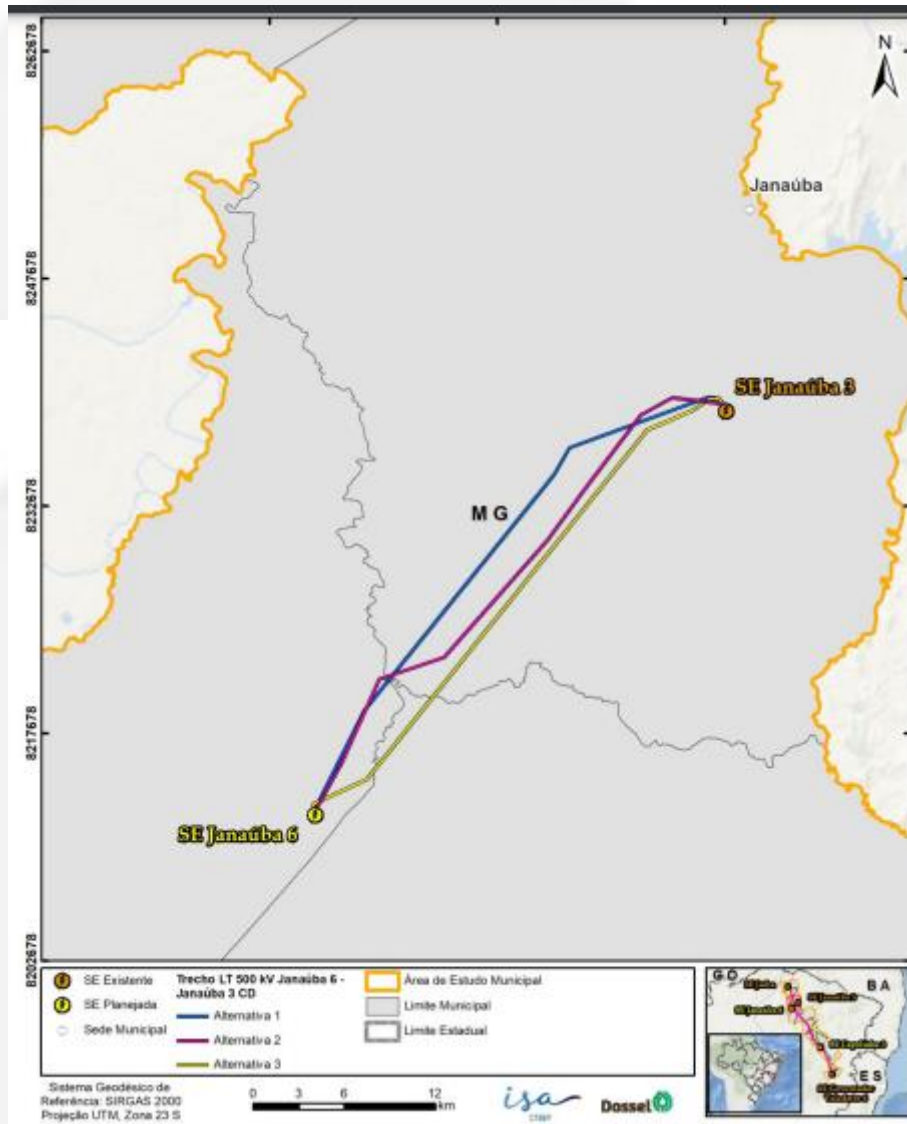 N
8262678
Janaúba
8247678
SE Janaúba 3
8232678
M G
8217678
SE Janaúba 6
8202678
SE Existente
SE Planejada
Sede Municipal
Trecho LT 500 kV Janaúba 6 -
Janaúba 3 CD
Alternativa 1
Alternativa 2
Alternativa 3
Área de Estudo Municipal
Limite Municipal
Limite Estadual
G O
B A
E S
Sistema Geodésico de
Referência: SIRGAS 2000
Projeção UTM, Zona 23 S
0 3 6 12
km
isa
CTEEP
Dossel